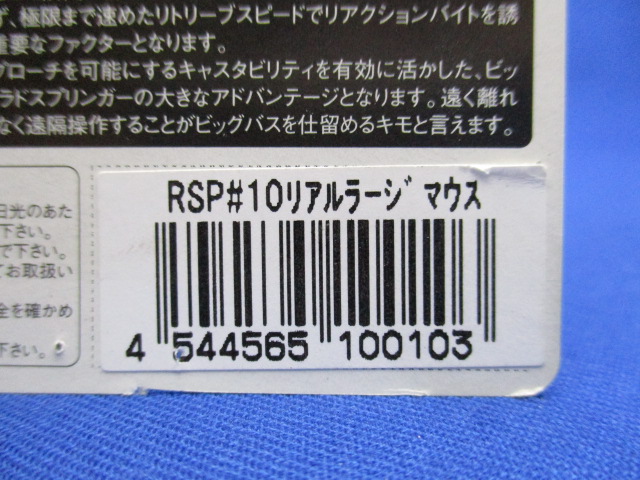 ず、極限まで速めたリトリーブスピードでリアクションバイトを誘
重要なファクターとなります。
プローチを可能にするキャスタビリティを有効に活かした、ビッ
ラドスプリンガーの大きなアドバンテージとなります。遠く離れ
なく遠隔操作することがビッグバスを仕留めるキモと言えます。
日光のあた
下さい。
で下さい。
てお取扱い
全を確かめ
下さい。
RSP#10リアルラージマウス
4 544565 100103